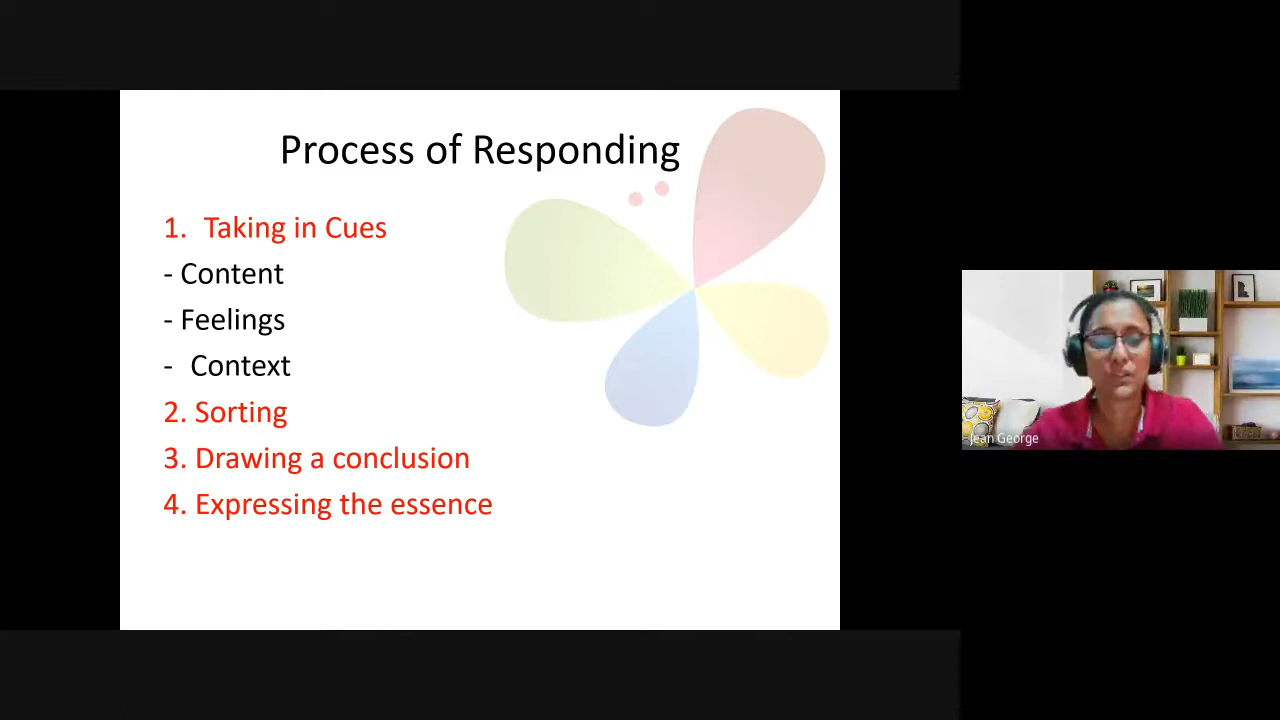 Process of Responding
1. Taking in Cues
- Content
- Feelings
- Context
2. Sorting
3. Drawing a conclusion
4. Expressing the essence
Jean George